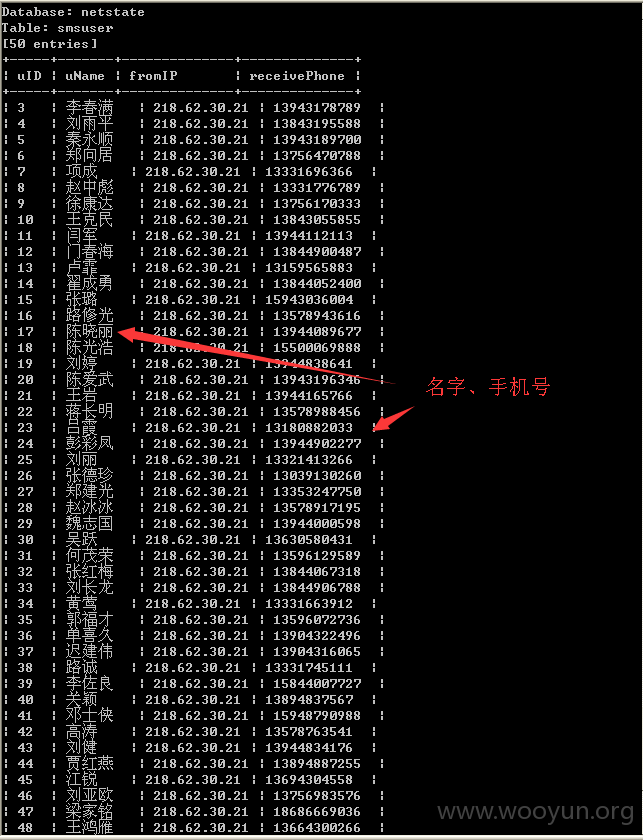 Database: netstate
Table: smsuser
[50 entries]
| uID | uName | fromIP | receivePhone |
| 3 | 李春满 | 218.62.30.21 | 13943178789 |
| 4 | 刘雨平 | 218.62.30.21 | 13843195588 |
| 5 | 秦永顺 | 218.62.30.21 | 13943189700 |
| 6 | 郑向居 | 218.62.30.21 | 13756470788 |
| 7 | 项成 | 218.62.30.21 | 13331696366 |
| 8 | 赵中彪 | 218.62.30.21 | 13331776789 |
| 9 | 徐康达 | 218.62.30.21 | 13756170333 |
| 10 | 王克民 | 218.62.30.21 | 13843055855 |
| 11 | 闫军 | 218.62.30.21 | 13944112113 |
| 12 | 门春海 | 218.62.30.21 | 13844900487 |
| 13 | 卢霏 | 218.62.30.21 | 13159565883 |
| 14 | 翟成勇 | 218.62.30.21 | 13844052400 |
| 15 | 张璐 | 218.62.30.21 | 15943036004 |
| 16 | 路修光 | 218.62.30.21 | 13578943616 |
| 17 | 陈晓丽 | 218.62.30.21 | 13944089677 |
| 18 | 陈光浩 | 218.62.30.21 | 15500069888 |
| 19 | 刘婷 | 218.62.30.21 | 13944838641 |
| 20 | 陈爱武 | 218.62.30.21 | 13943196346 |
| 21 | 王岩 | 218.62.30.21 | 13944165766 |
| 22 | 蒋长明 | 218.62.30.21 | 13578988456 |
| 23 | 吕霞 | 218.62.30.21 | 13180882033 |
| 24 | 彭彩凤 | 218.62.30.21 | 13944902277 |
| 25 | 刘丽 | 218.62.30.21 | 13321413266 |
| 26 | 张德珍 | 218.62.30.21 | 13039130260 |
| 27 | 郑建光 | 218.62.30.21 | 13353247750 |
| 28 | 赵冰冰 | 218.62.30.21 | 13578917195 |
| 29 | 魏志国 | 218.62.30.21 | 13944000598 |
| 30 | 吴跃 | 218.62.30.21 | 13630580431 |
| 31 | 何茂荣 | 218.62.30.21 | 13596129589 |
| 32 | 张红梅 | 218.62.30.21 | 13844067318 |
| 33 | 刘长龙 | 218.62.30.21 | 13844906788 |
| 34 | 黄莺 | 218.62.30.21 | 13331663912 |
| 35 | 郭福才 | 218.62.30.21 | 13596072736 |
| 36 | 单喜久 | 218.62.30.21 | 13904322496 |
| 37 | 迟建伟 | 218.62.30.21 | 13904316065 |
| 38 | 路诚 | 218.62.30.21 | 13331745111 |
| 39 | 李佐良 | 218.62.30.21 | 15844007727 |
| 40 | 关颖 | 218.62.30.21 | 13894837567 |
| 41 | 邓士侠 | 218.62.30.21 | 15948790988 |
| 42 | 高涛 | 218.62.30.21 | 13578763541 |
| 43 | 刘健 | 218.62.30.21 | 13944834176 |
| 44 | 贾红燕 | 218.62.30.21 | 13894887255 |
| 45 | 江锐 | 218.62.30.21 | 13694304558 |
| 46 | 刘亚欧 | 218.62.30.21 | 13756983576 |
| 47 | 梁家铭 | 218.62.30.21 | 18686669036 |
| 48 | 王鸿雁 | 218.62.30.21 | 13664300266 |
名字、手机号
www.wooyun.org